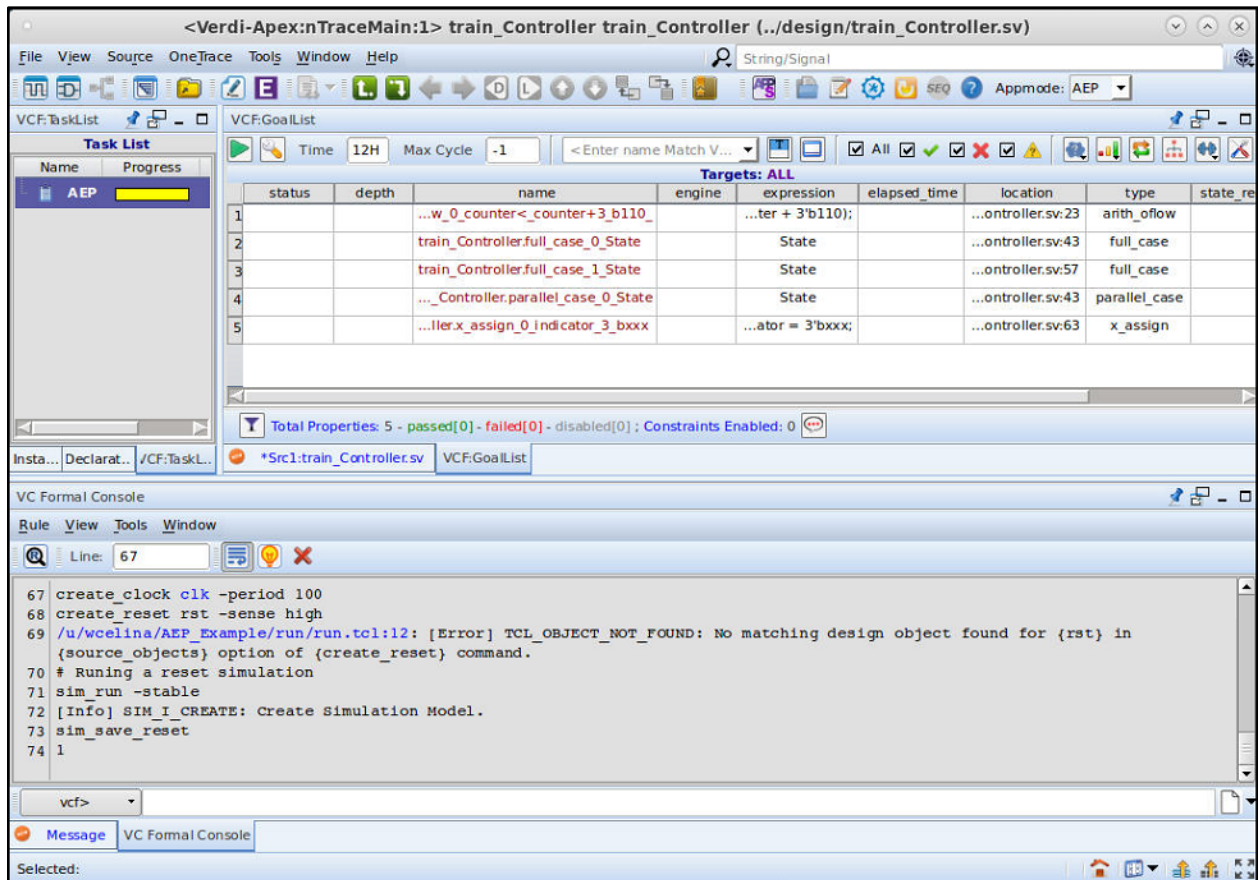 <Verdi-Apex:nTraceMain:1> train_Controller train_Controller (../design/train_Controller.sv)
File View Source OneTrace Tools Window Help
String/Signal
Appmode: AEP
VCF:TaskList
VCF:GoalList
Task List
Name Progress
AEP
Time 12H Max Cycle -1 <Enter name Match V... All
Targets: ALL
status depth name engine expression elapsed_time location type state_re
1 ...w_0_counter<_counter+3_b110_ ...ter + 3'b110); ...ontroller.sv:23 arith_oflow
2 train_Controller.full_case_0_State State ...ontroller.sv:43 full_case
3 train_Controller.full_case_1_State State ...ontroller.sv:57 full_case
4 ..._Controller.parallel_case_0_State State ...ontroller.sv:43 parallel_case
5 ...ller.x_assign_0_indicator_3_bxxx ...ator = 3'bxxx; ...ontroller.sv:63 x_assign
Total Properties: 5 - passed[0] - failed[0] - disabled[0] ; Constraints Enabled: 0
Insta... Declarat.. VCF:TaskL..
*Src1:train_Controller.sv VCF:GoalList
VC Formal Console
Rule View Tools Window
Line: 67
67 create_clock clk -period 100
68 create_reset rst -sense high
69 /u/wcelina/AEP_Example/run/run.tcl:12: [Error] TCL_OBJECT_NOT_FOUND: No matching design object found for {rst} in
{source_objects} option of {create_reset} command.
70 # Runing a reset simulation
71 sim_run -stable
72 [Info] SIM_I_CREATE: Create Simulation Model.
73 sim_save_reset
74 1
vcf>
Message VC Formal Console
Selected: